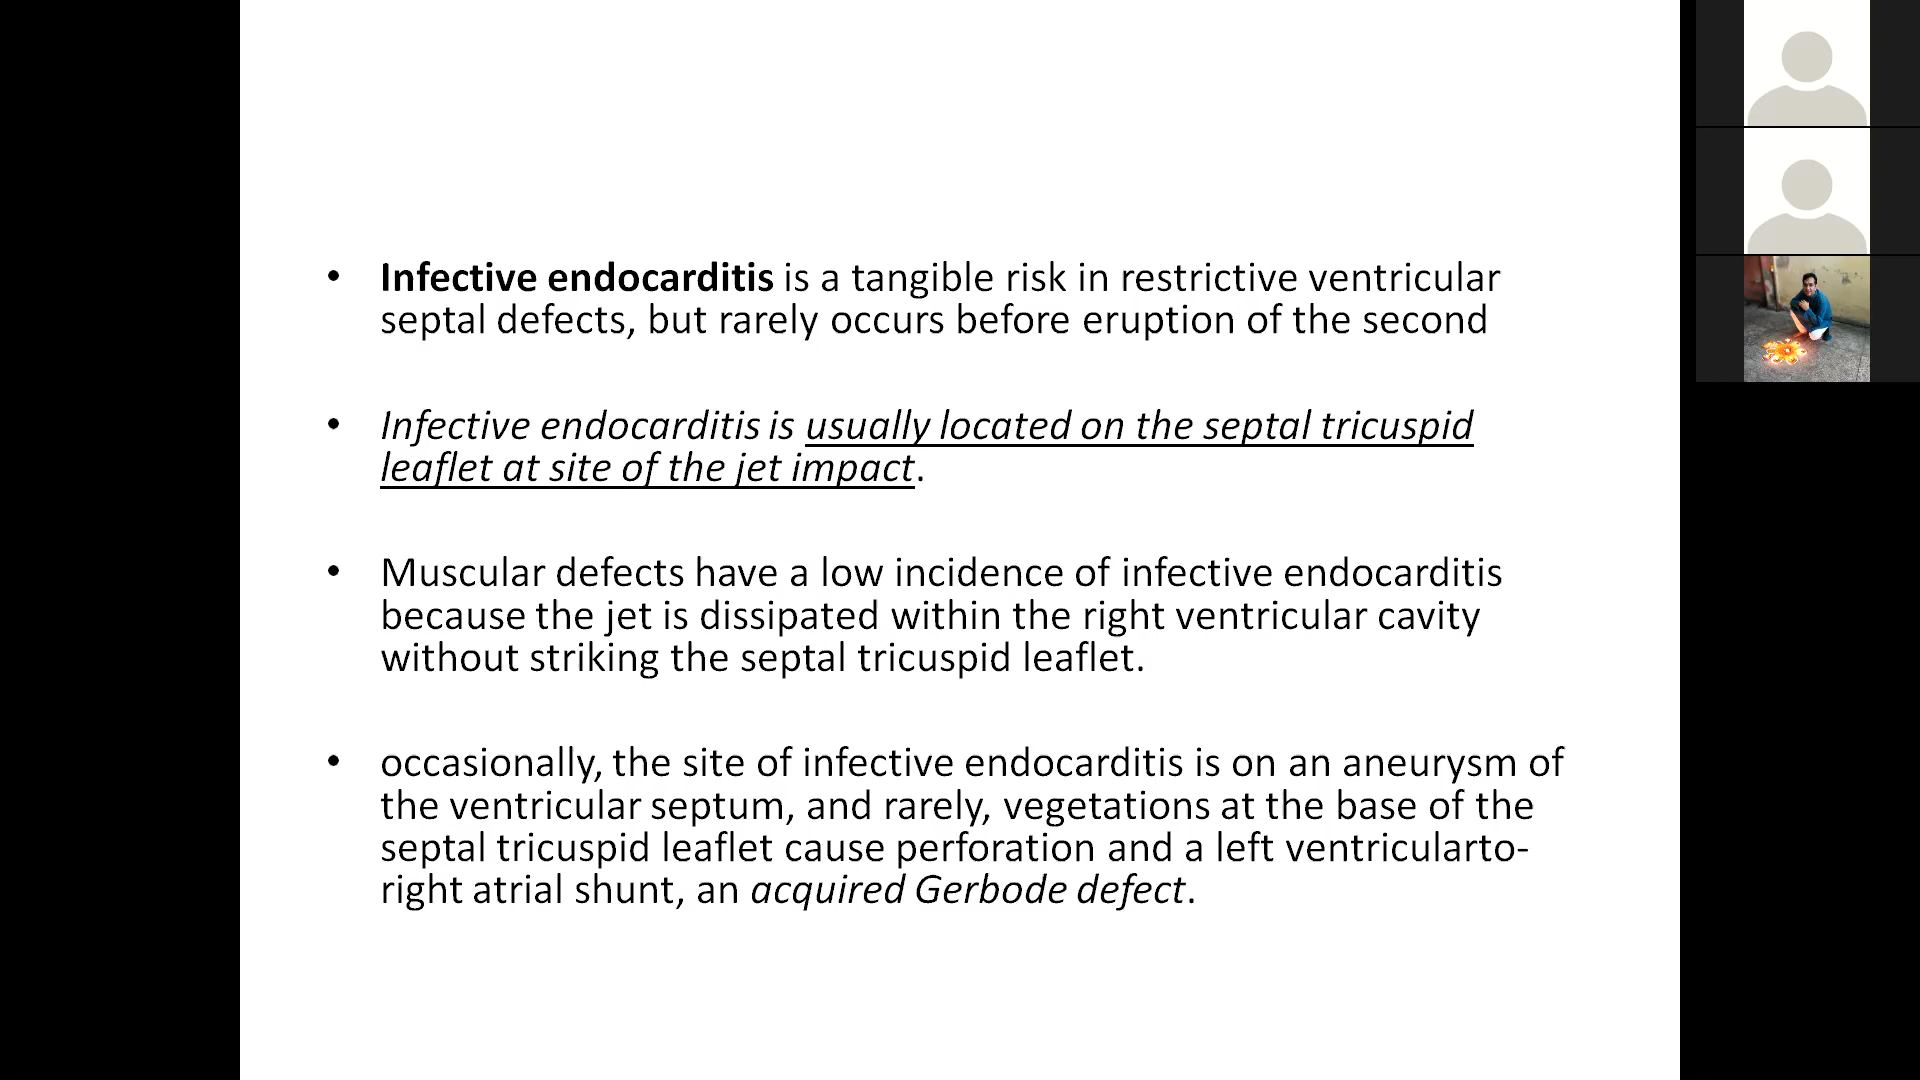 • Infective endocarditis is a tangible risk in restrictive ventricular
septal defects, but rarely occurs before eruption of the second
• Infective endocarditis is usually located on the septal tricuspid
leaflet at site of the jet impact.
• Muscular defects have a low incidence of infective endocarditis
because the jet is dissipated within the right ventricular cavity
without striking the septal tricuspid leaflet.
• occasionally, the site of infective endocarditis is on an aneurysm of
the ventricular septum, and rarely, vegetations at the base of the
septal tricuspid leaflet cause perforation and a left ventricularto-
right atrial shunt, an acquired Gerbode defect.